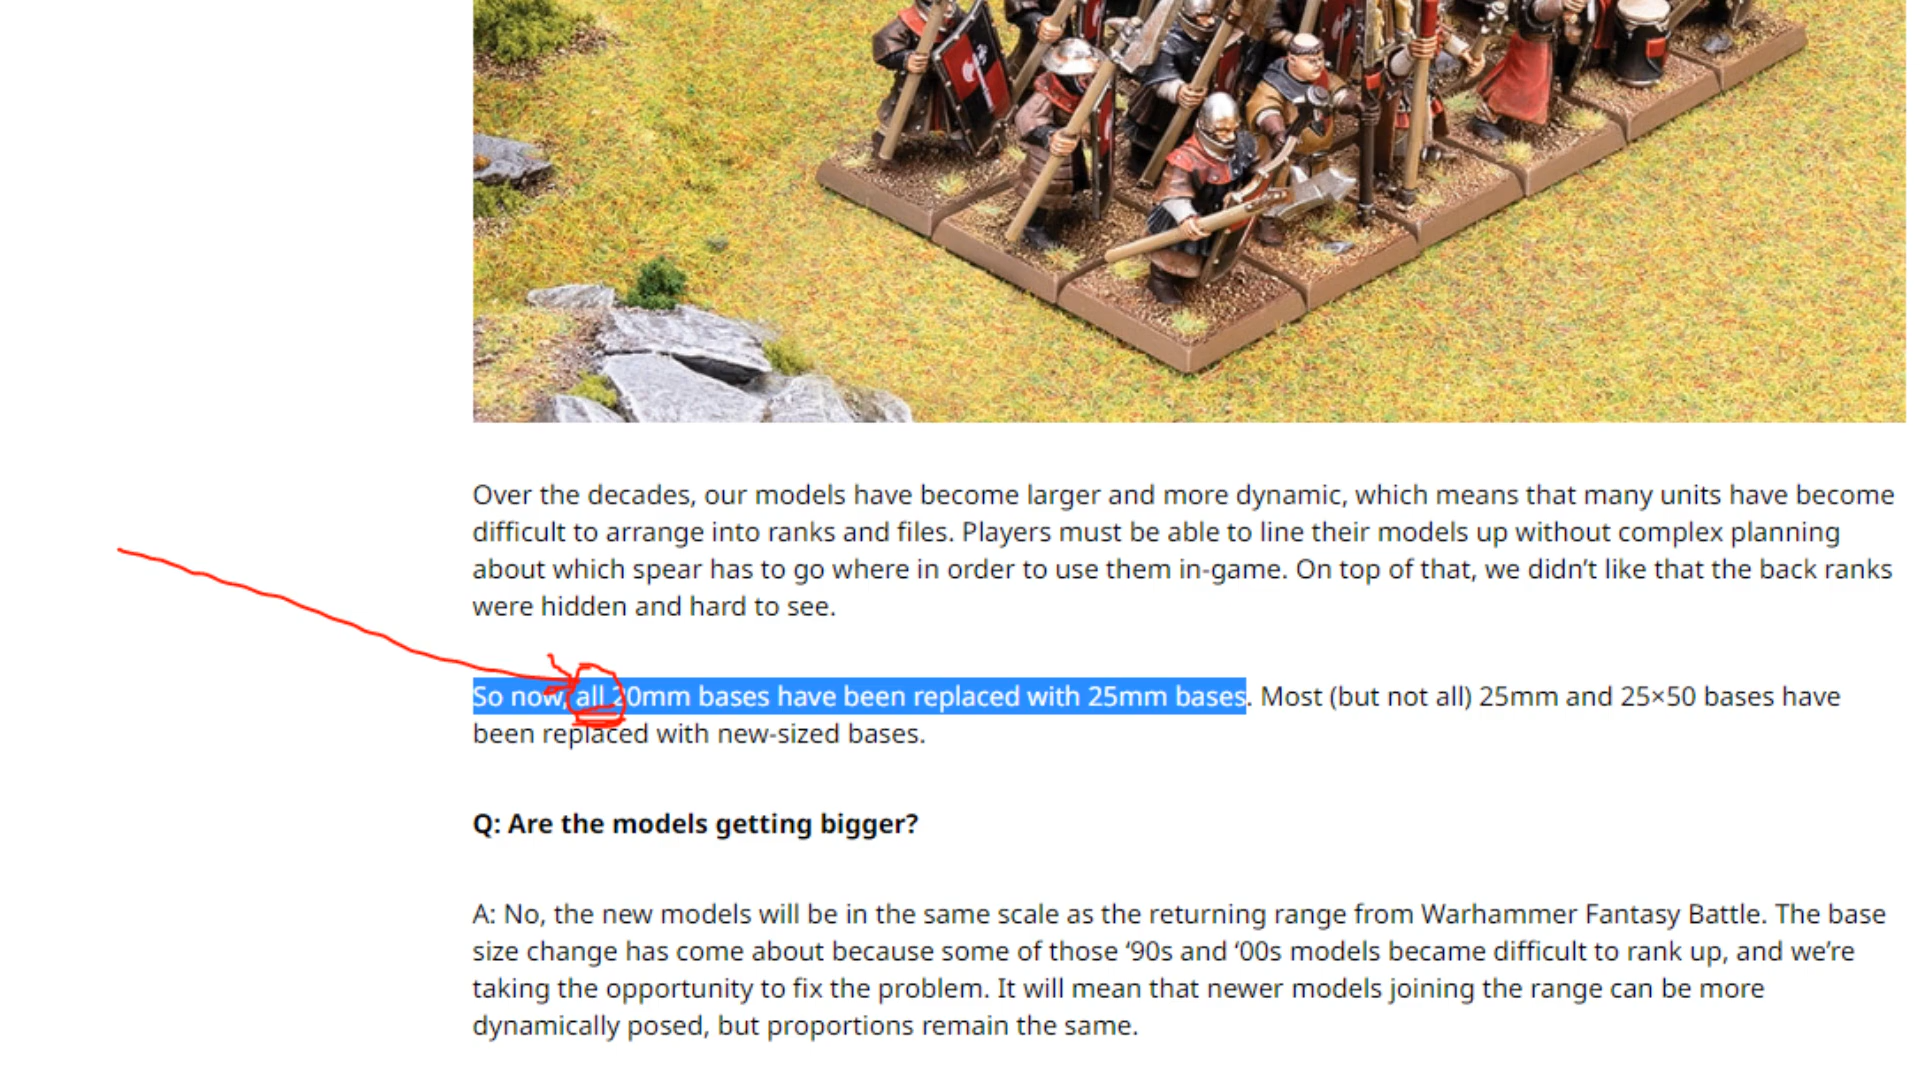 Over the decades, our models have become larger and more dynamic, which means that many units have become
difficult to arrange into ranks and files. Players must be able to line their models up without complex planning
about which spear has to go where in order to use them in-game. On top of that, we didn’t like that the back ranks
were hidden and hard to see.
So now, all 20mm bases have been replaced with 25mm bases. Most (but not all) 25mm and 25×50 bases have
been replaced with new-sized bases.
Q: Are the models getting bigger?
A: No, the new models will be in the same scale as the returning range from Warhammer Fantasy Battle. The base
size change has come about because some of those ‘90s and ‘00s models became difficult to rank up, and we’re
taking the opportunity to fix the problem. It will mean that newer models joining the range can be more
dynamically posed, but proportions remain the same.